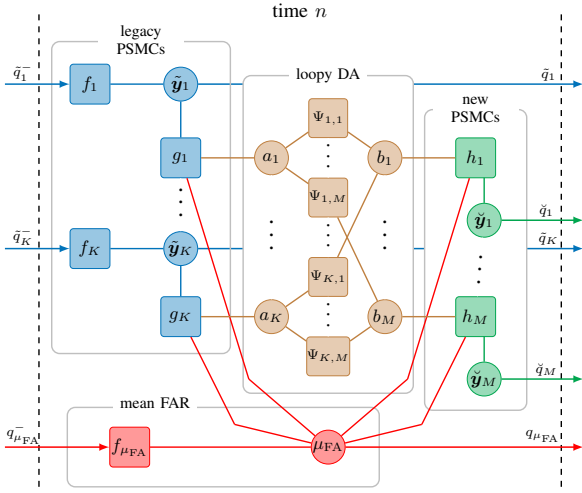 time n
legacy
PSMCs
loopy DA
new
PSMCs
q̃₁⁻
f₁
ỹ₁
q̃₁
Ψ₁,₁
g₁
a₁
b₁
h₁
Ψ₁,M
y̆₁
q̆₁
q̃K⁻
fK
ỹK
q̃K
ΨK,₁
gK
aK
bM
hM
ΨK,M
y̆M
q̆M
mean FAR
q⁻μFA
fμFA
μFA
qμFA